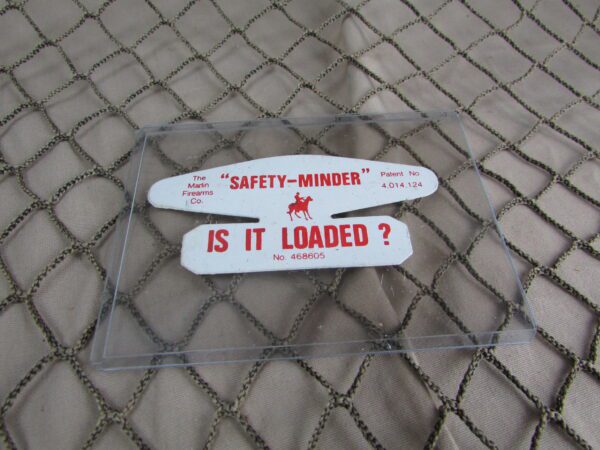 The
Marlin
Firearms
Co.
"SAFETY-MINDER"
Patent No.
4,014,124
IS IT LOADED ?
No. 468605